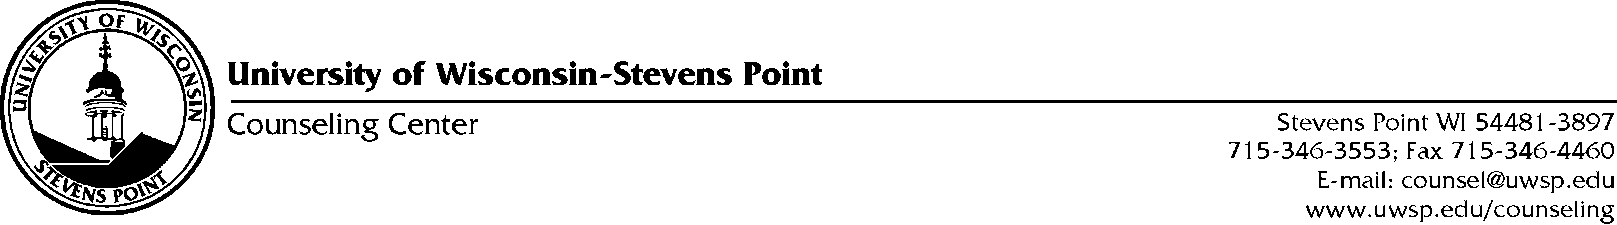 UNIVERSITY OF WISCONSIN
STEVENS POINT
University of Wisconsin-Stevens Point
Counseling Center
Stevens Point WI 54481-3897
715-346-3553; Fax 715-346-4460
E-mail: counsel@uwsp.edu
www.uwsp.edu/counseling